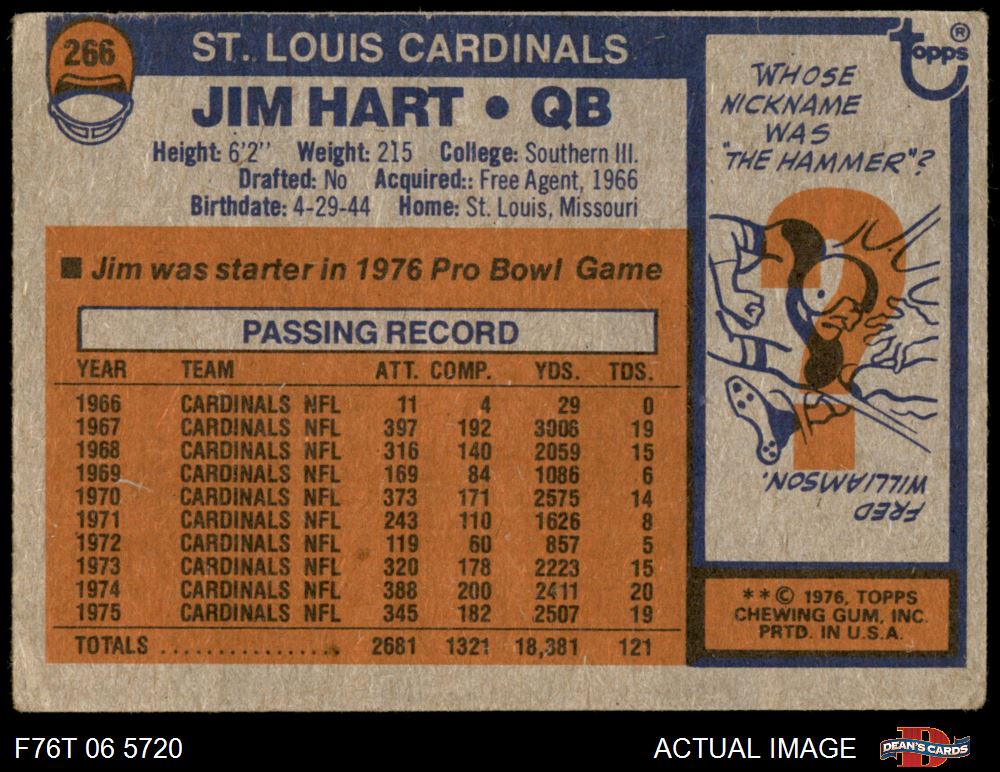 266
ST. LOUIS CARDINALS
JIM HART • QB
Height: 6'2'' Weight: 215 College: Southern Ill.
Drafted: No Acquired:: Free Agent, 1966
Birthdate: 4-29-44 Home: St. Louis, Missouri
■ Jim was starter in 1976 Pro Bowl Game
PASSING RECORD
YEAR TEAM ATT. COMP. YDS. TDS.
1966 CARDINALS NFL 11 4 29 0
1967 CARDINALS NFL 397 192 3006 19
1968 CARDINALS NFL 316 140 2059 15
1969 CARDINALS NFL 169 84 1086 6
1970 CARDINALS NFL 373 171 2575 14
1971 CARDINALS NFL 243 110 1626 8
1972 CARDINALS NFL 119 60 857 5
1973 CARDINALS NFL 320 178 2223 15
1974 CARDINALS NFL 388 200 2411 20
1975 CARDINALS NFL 345 182 2507 19
TOTALS ................ 2681 1321 18,381 121
Topps ®
WHOSE
NICKNAME
WAS
"THE HAMMER"?
FRED
WILLIAMSON.
** © 1976, TOPPS
CHEWING GUM, INC.
PRTD. IN U.S.A.
F76T 06 5720
ACTUAL IMAGE
D
DEAN'S CARDS